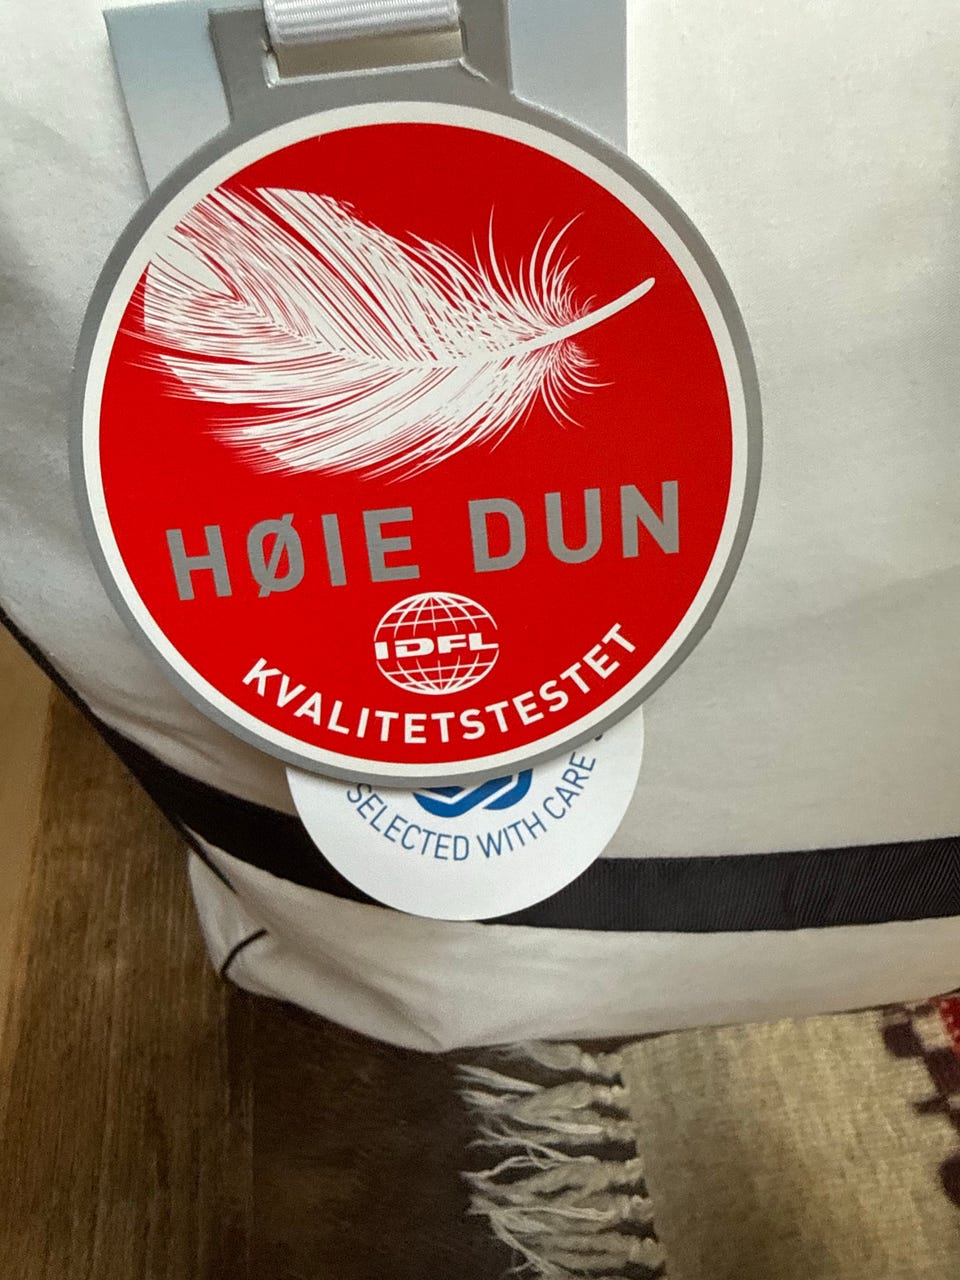 HØIE DUN
IDFL
KVALITETSTESTET
SELECTED WITH CARE